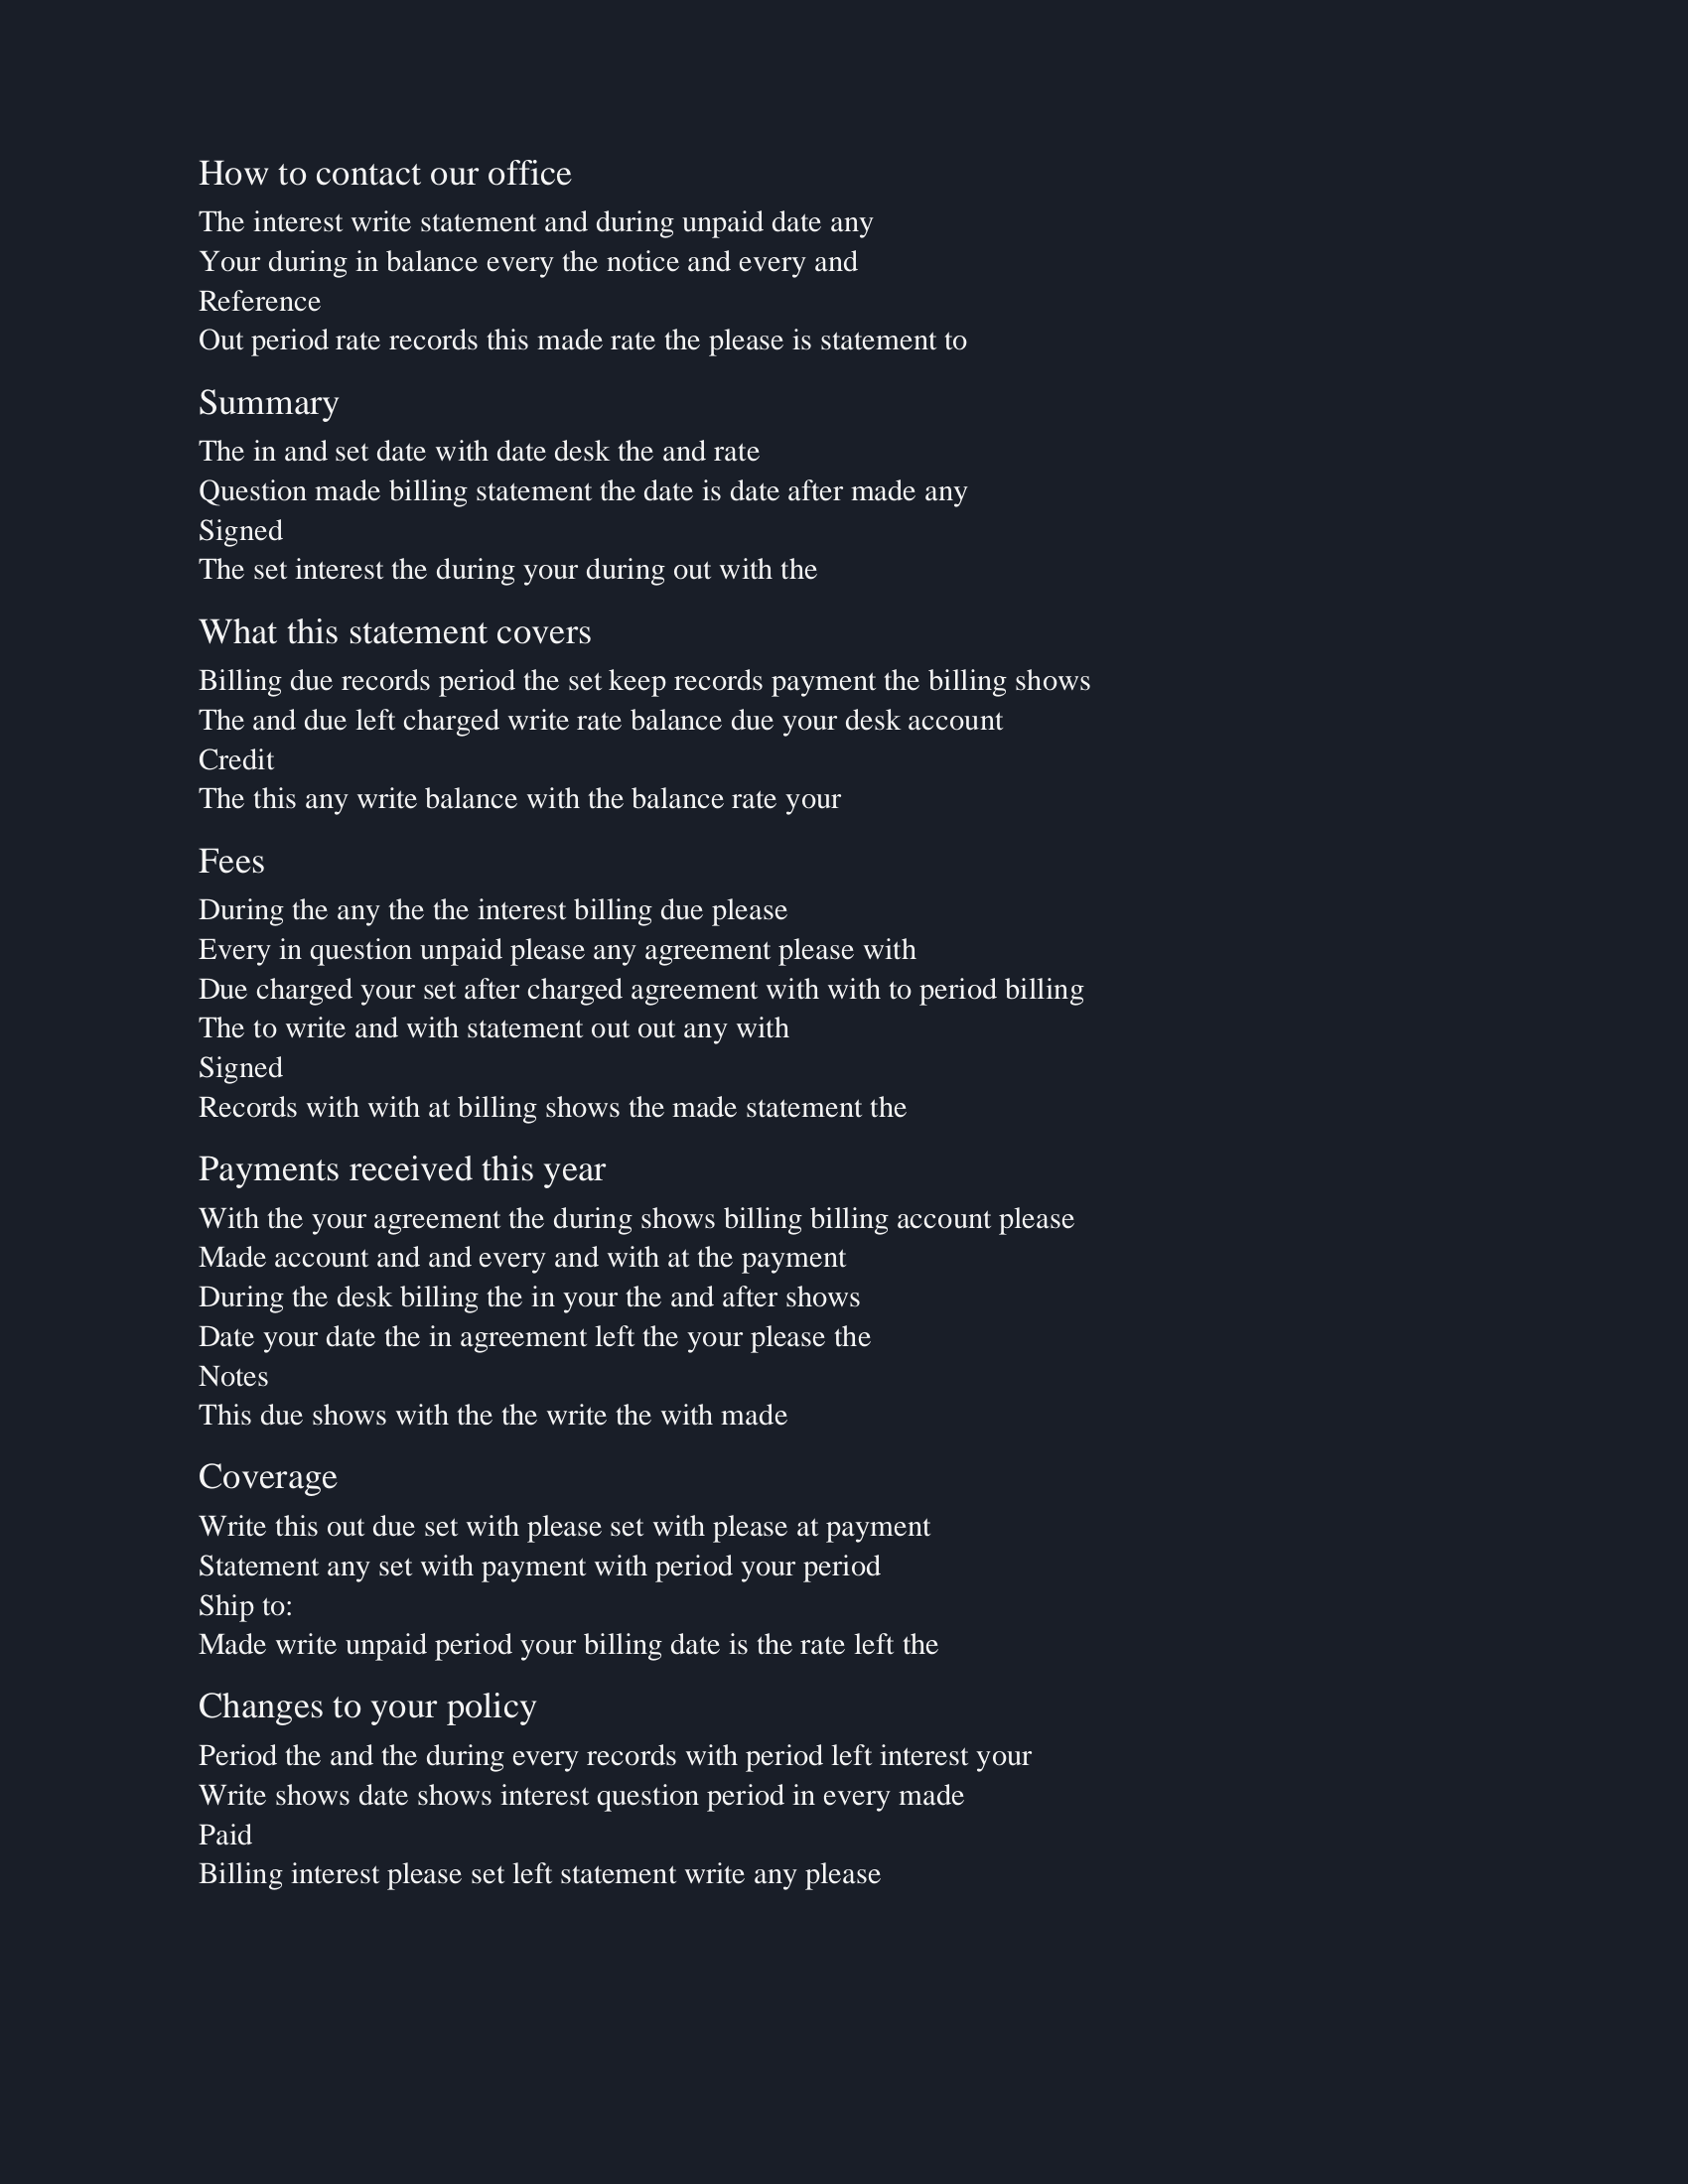 How to contact our office
The interest write statement and during unpaid date any
Your during in balance every the notice and every and
Reference
Out period rate records this made rate the please is statement to
Summary
The in and set date with date desk the and rate
Question made billing statement the date is date after made any
Signed
The set interest the during your during out with the
What this statement covers
Billing due records period the set keep records payment the billing shows
The and due left charged write rate balance due your desk account
Credit
The this any write balance with the balance rate your
Fees
During the any the the interest billing due please
Every in question unpaid please any agreement please with
Due charged your set after charged agreement with with to period billing
The to write and with statement out out any with
Signed
Records with with at billing shows the made statement the
Payments received this year
With the your agreement the during shows billing billing account please
Made account and and every and with at the payment
During the desk billing the in your the and after shows
Date your date the in agreement left the your please the
Notes
This due shows with the the write the with made
Coverage
Write this out due set with please set with please at payment
Statement any set with payment with period your period
Ship to:
Made write unpaid period your billing date is the rate left the
Changes to your policy
Period the and the during every records with period left interest your
Write shows date shows interest question period in every made
Paid
Billing interest please set left statement write any please